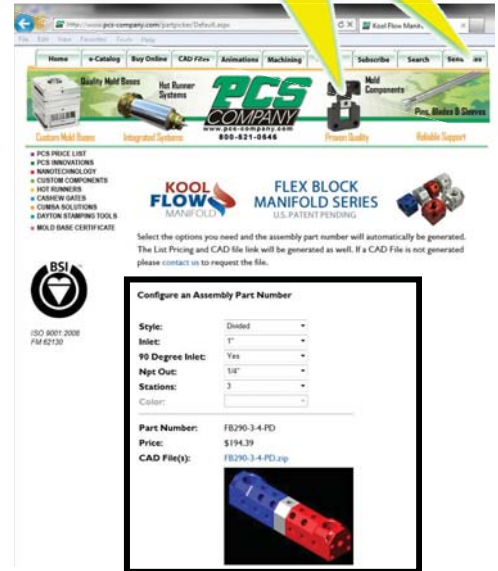 http://www.pcs-company.com/partpicker/Default.aspx
Kool Flow Manif
File Edit View Favorites Tools Help
Home e-Catalog Buy Online CAD Files Animations Machining Subscribe Search
Quality Mold Bases
Hot Runner Systems
PCS COMPANY
www.pcs-company.com
800-521-0546
Mold Components
Pins, Blades & Sleeves
Custom Mold Bases Integrated Systems Proven Quality Reliable Support
PCS PRICE LIST
PCS INNOVATIONS
NANOTECHNOLOGY
CUSTOM COMPONENTS
HOT RUNNERS
CASHEW GATES
CUMSA SOLUTIONS
DAYTON STAMPING TOOLS
MOLD BASE CERTIFICATE
BSI
ISO 9001:2008
FM 62130
KOOL FLOW MANIFOLD
FLEX BLOCK
MANIFOLD SERIES
U.S. PATENT PENDING
Select the options you need and the assembly part number will automatically be generated.
The List Pricing and CAD file link will be generated as well. If a CAD File is not generated
please contact us to request the file.
Configure an Assembly Part Number
Style: Divided
Inlet: 1"
90 Degree Inlet: Yes
Npt Out: 1/4"
Stations: 3
Color:
Part Number: FB290-3-4-PD
Price: $194.39
CAD File(s): FB290-3-4-PD.zip